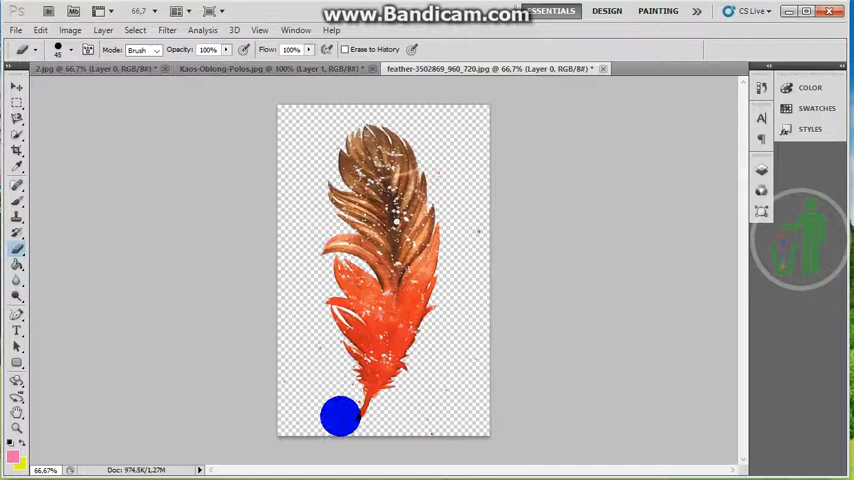 www.Bandicam.com
Ps
Br
Mb
66,7
ESSENTIALS
DESIGN
PAINTING
CS Live
File Edit Image Layer Select Filter Analysis 3D View Window Help
45
Mode: Brush
Opacity: 100%
Flow: 100%
Erase to History
2.jpg @ 66,7% (Layer 0, RGB/8#) *
Kaos-Oblong-Polos.jpg @ 100% (Layer 1, RGB/8#) *
feather-3502869_960_720.jpg @ 66,7% (Layer 0, RGB/8#) *
COLOR
SWATCHES
STYLES
66,67%
Doc: 974,5K/1,27M